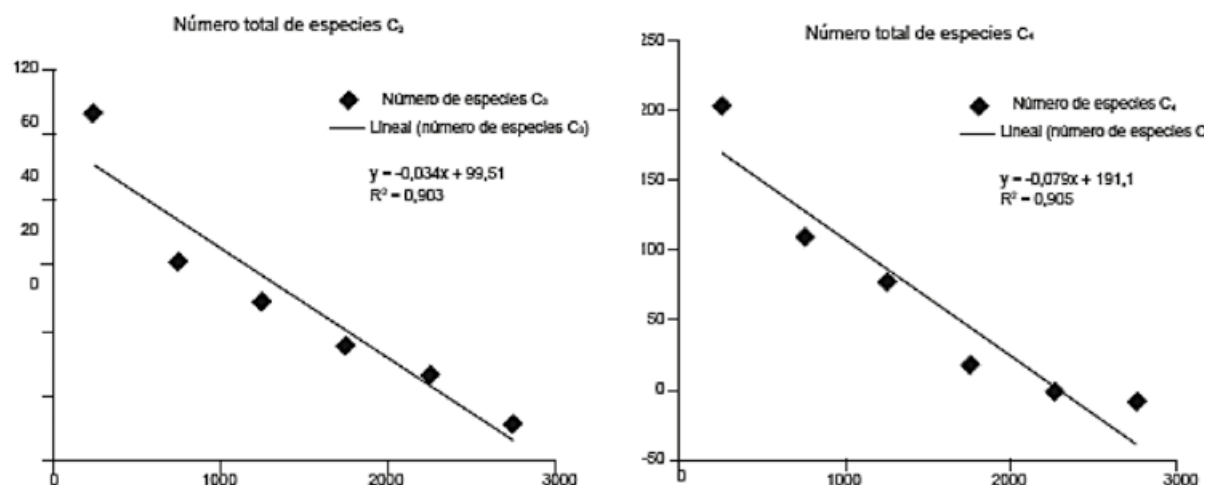 Número total de especies C₃
120
60
40
20
0
0
1000
2000
3000
Número de especies C₃
Lineal (número de especies C₃)
y = -0,034x + 99,51
R² = 0,903
Número total de especies C₄
250
200
150
100
50
0
-50
0
1000
2000
3000
Número de especies C₄
Lineal (número de especies C
y = -0,079x + 191,1
R² = 0,905